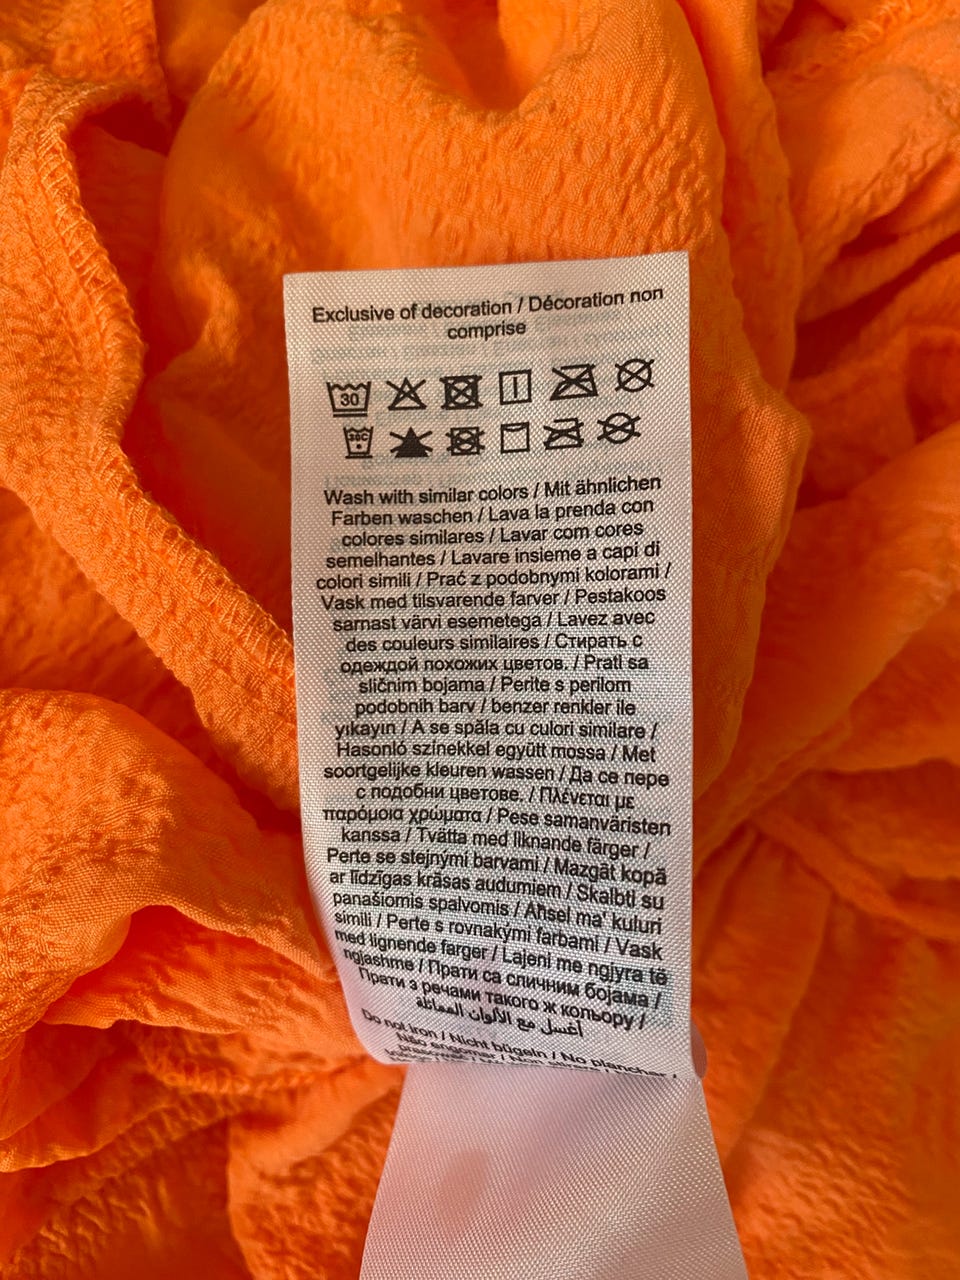 Exclusive of decoration / Décoration non
comprise
30
30C
Wash with similar colors / Mit ähnlichen
Farben waschen / Lava la prenda con
colores similares / Lavar com cores
semelhantes / Lavare insieme a capi di
colori simili / Prać z podobnymi kolorami /
Vask med tilsvarende farver / Pestakoos
sarnast värvi esemetega / Lavez avec
des couleurs similaires / Стирать с
одеждой похожих цветов. / Prati sa
sličnim bojama / Perite s perilom
podobnih barv / benzer renkler ile
yıkayın / A se spăla cu culori similare /
Hasonló színekkel együtt mossa / Met
soortgelijke kleuren wassen / Да се пере
с подобни цветове. / Πλένεται με
παρόμοια χρώματα / Pese samanväristen
kanssa / Tvätta med liknande färger /
Perte se stejnými barvami / Mazgāt kopā
ar līdzīgas krāsas audumiem / Skalbti su
panašiomis spalvomis / Aħsel ma' kuluri
simili / Perte s rovnakými farbami / Vask
med lignende farger / Lajeni me ngjyra të
ngjashme / Прати са сличним бојама /
Прати з речами такого ж кольору /
أغسل مع الألوان المماثلة
Do not iron / Nicht bügeln / No planchar /
Não engomar / Non stirare /